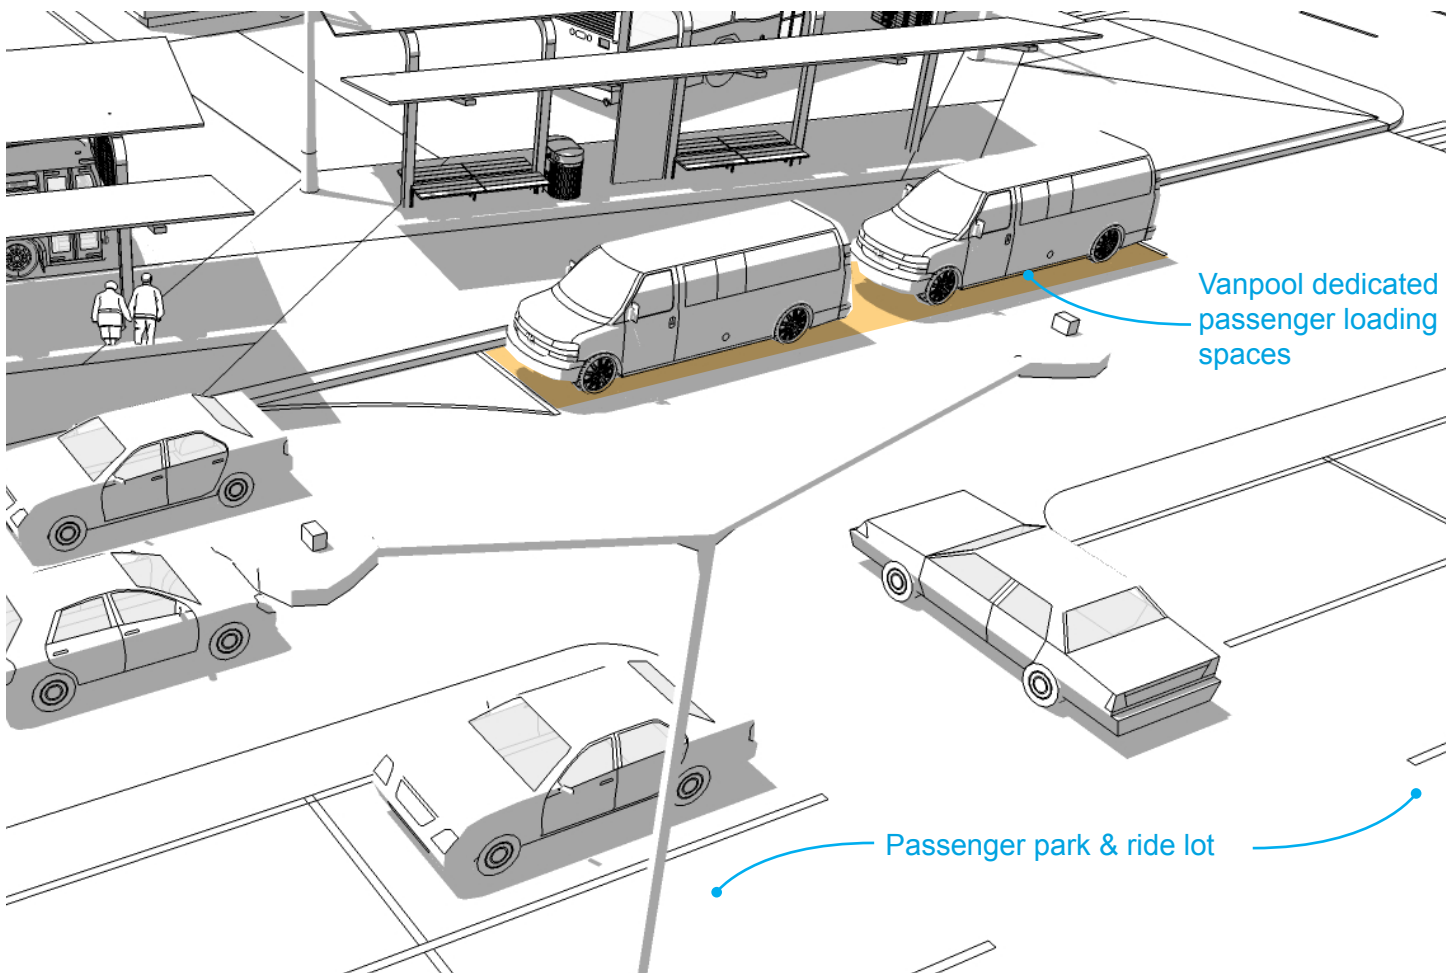 Vanpool dedicated
passenger loading
spaces
Passenger park & ride lot